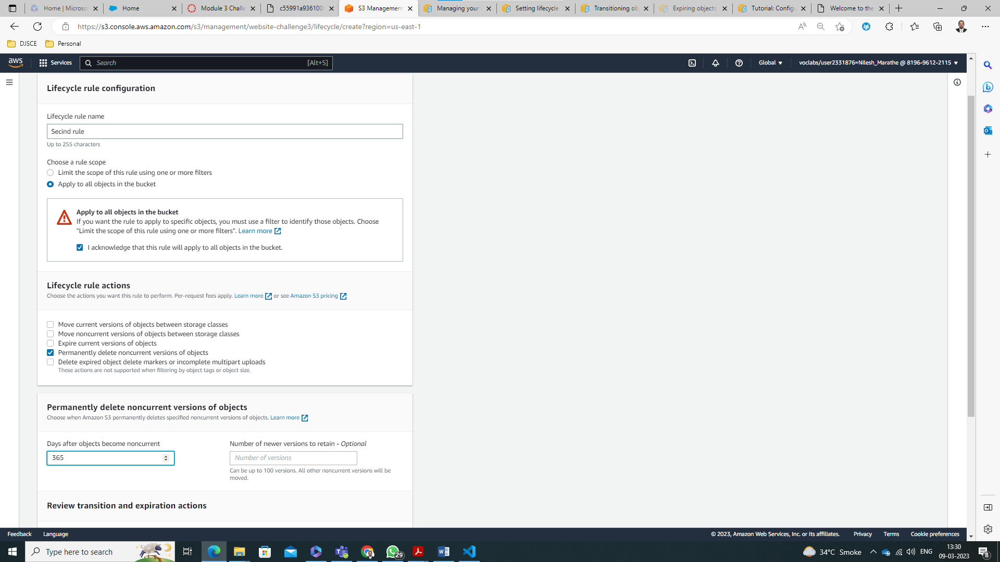 Home | Microso
Home
Module 3 Challe
c55991a936100
S3 Management
Managing your s
Setting lifecycle
Transitioning obj
Expiring objects
Tutorial: Configu
Welcome to the
https://s3.console.aws.amazon.com/s3/management/website-challenge3/lifecycle/create?region=us-east-1
DJSCE
Personal
aws
Services
Search
[Alt+S]
Global
voclabs/user2331876=Nilesh_Marathe @ 8196-9612-2115
Lifecycle rule configuration
Lifecycle rule name
Secind rule
Up to 255 characters
Choose a rule scope
Limit the scope of this rule using one or more filters
Apply to all objects in the bucket
Apply to all objects in the bucket
If you want the rule to apply to specific objects, you must use a filter to identify those objects. Choose
"Limit the scope of this rule using one or more filters". Learn more
I acknowledge that this rule will apply to all objects in the bucket.
Lifecycle rule actions
Choose the actions you want this rule to perform. Per-request fees apply. Learn more or see Amazon S3 pricing
Move current versions of objects between storage classes
Move noncurrent versions of objects between storage classes
Expire current versions of objects
Permanently delete noncurrent versions of objects
Delete expired object delete markers or incomplete multipart uploads
These actions are not supported when filtering by object tags or object size.
Permanently delete noncurrent versions of objects
Choose when Amazon S3 permanently deletes specified noncurrent versions of objects. Learn more
Days after objects become noncurrent
365
Number of newer versions to retain - Optional
Number of versions
Can be up to 100 versions. All other noncurrent versions will be
moved.
Review transition and expiration actions
Feedback
Language
© 2023, Amazon Web Services, Inc. or its affiliates.
Privacy
Terms
Cookie preferences
Type here to search
29
34°C Smoke
ENG
13:30
09-03-2023
8